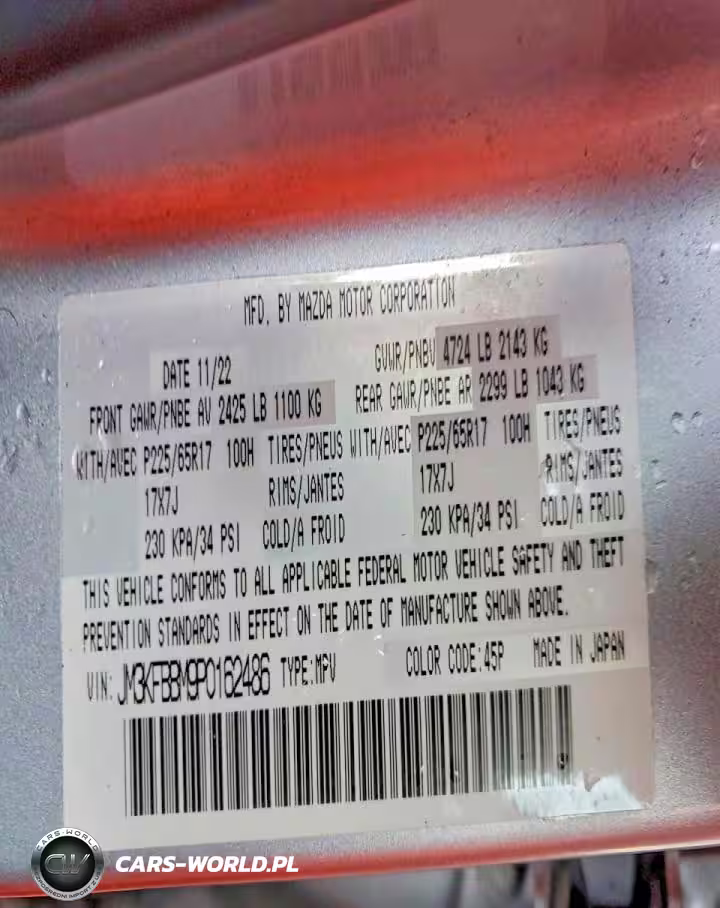 MFD. BY MAZDA MOTOR CORPORATION
DATE 11/22 GVWR/PNBV 4724 LB 2143 KG
FRONT GAWR/PNBE AV 2425 LB 1100 KG REAR GAWR/PNBE AR 2299 LB 1043 KG
WITH/AVEC P225/65R17 100H TIRES/PNEUS WITH/AVEC P225/65R17 100H TIRES/PNEUS
17X7J RIMS/JANTES 17X7J RIMS/JANTES
230 KPA/34 PSI COLD/A FROID 230 KPA/34 PSI COLD/A FROID
THIS VEHICLE CONFORMS TO ALL APPLICABLE FEDERAL MOTOR VEHICLE SAFETY AND THEFT
PREVENTION STANDARDS IN EFFECT ON THE DATE OF MANUFACTURE SHOWN ABOVE.
VIN: JM3KFBBM9P0162486 TYPE:MPV COLOR CODE:45P MADE IN JAPAN
CARS-WORLD
CW
CARS-WORLD.PL